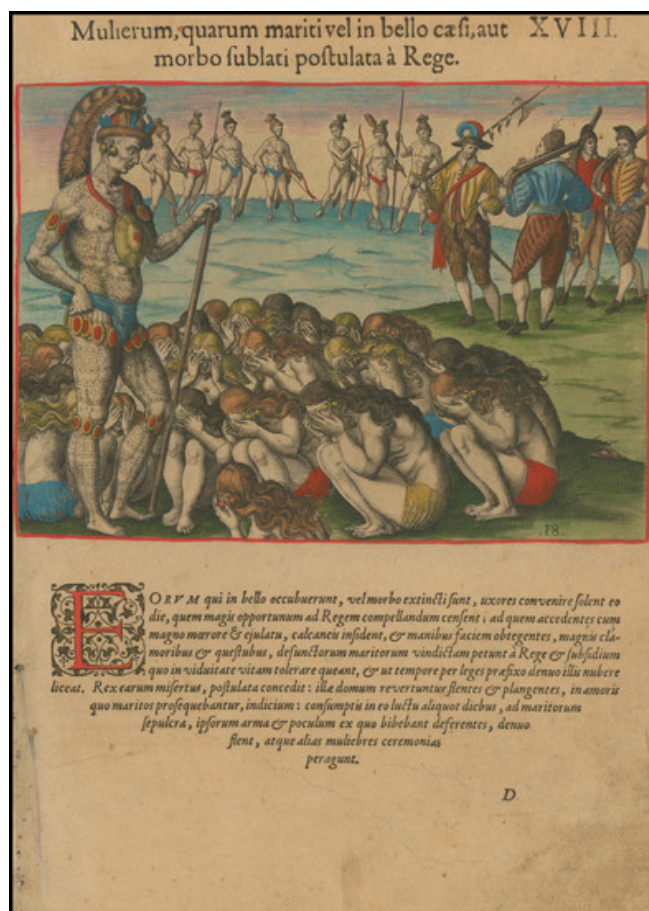 Mulierum, quarum mariti vel in bello cæſi, aut XVIII.
morbo ſublati poſtulata à Rege.
.18.
EORVM qui in bello occubuerunt, vel morbo extincti ſunt, uxores convenire ſolent eo
die, quem magis opportunum ad Regem compellandum cenſent: ad quem accedentes cum
magno mœrore & ejulatu, calcaneis inſident, & manibus faciem obtegentes, magnis cla-
moribus & queſtubus, defunctorum maritorum vindictam petunt à Rege & ſubſidium
quo in viduitate vitam tolerare queant, & ut tempore per leges præfixo denuo illis nubere
liceat. Rex earum miſertus, poſtulata concedit: illæ domum revertuntur flentes & plangentes, in amoris
quo maritos proſequebantur, indicium: conſumptis in eo luctu aliquot diebus, ad maritorum
ſepulcra, ipſorum arma & poculum ex quo bibebant deferentes, denuo
flent, atque alias muliebres ceremonias
peragunt.
D